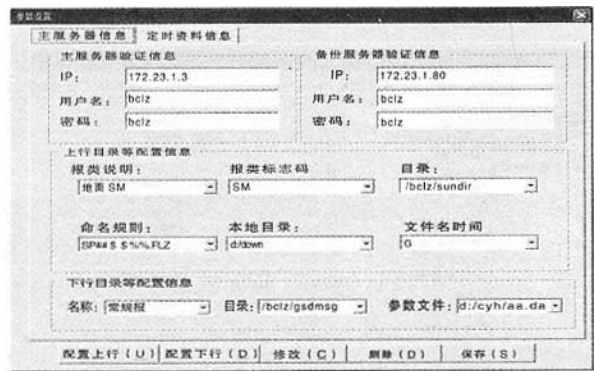 参数设置
主服务器信息 定时资料信息
主服务器验证信息 备份服务器验证信息
IP: 172.23.1.3 IP: 172.23.1.80
用户名: bclz 用户名: bclz
密码: bclz 密码: bclz
上行目录等配置信息
报类说明: 报类标志码 目录:
地面 SM SM /bclz/sundir
命名规则: 本地目录: 文件名时间
SP##$$%%.FLZ d:/down G
下行目录等配置信息
名称: 常规报 目录: /bclz/gsdmsg 参数文件: d:/cyh/aa.da
配置上行(U) 配置下行(D) 修改(C) 删除(D) 保存(S)